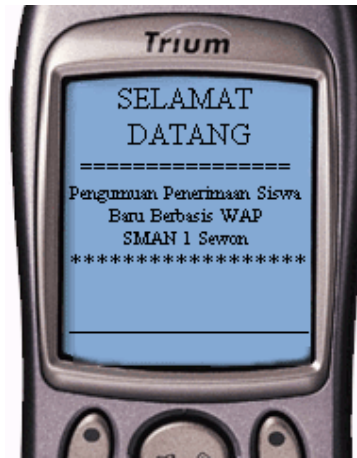 Trium
SELAMAT
DATANG
================
Pengumuan Penerimaan Siswa
Baru Berbasis WAP
SMAN 1 Sewon
******************